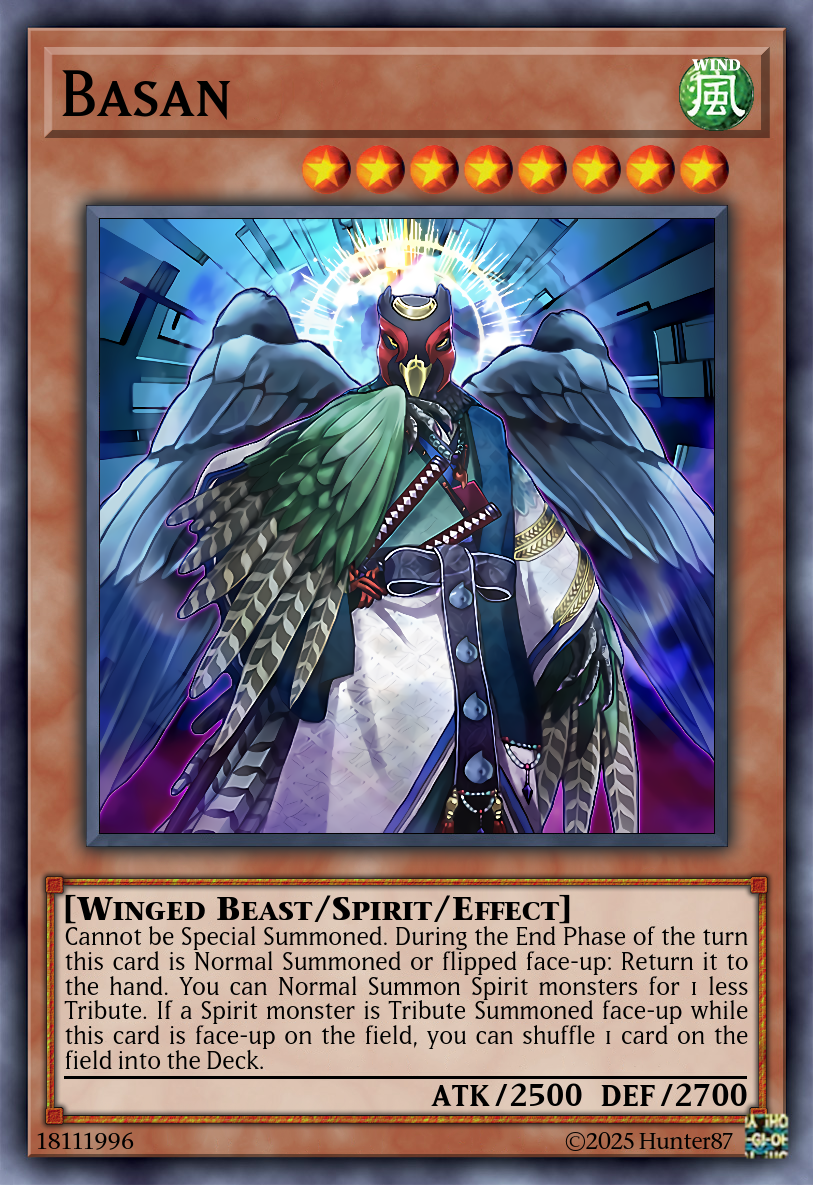 Basan
WIND
風
[Winged Beast/Spirit/Effect]
Cannot be Special Summoned. During the End Phase of the turn
this card is Normal Summoned or flipped face-up: Return it to
the hand. You can Normal Summon Spirit monsters for 1 less
Tribute. If a Spirit monster is Tribute Summoned face-up while
this card is face-up on the field, you can shuffle 1 card on the
field into the Deck.
ATK/2500 DEF/2700
18111996 ©2025 Hunter87